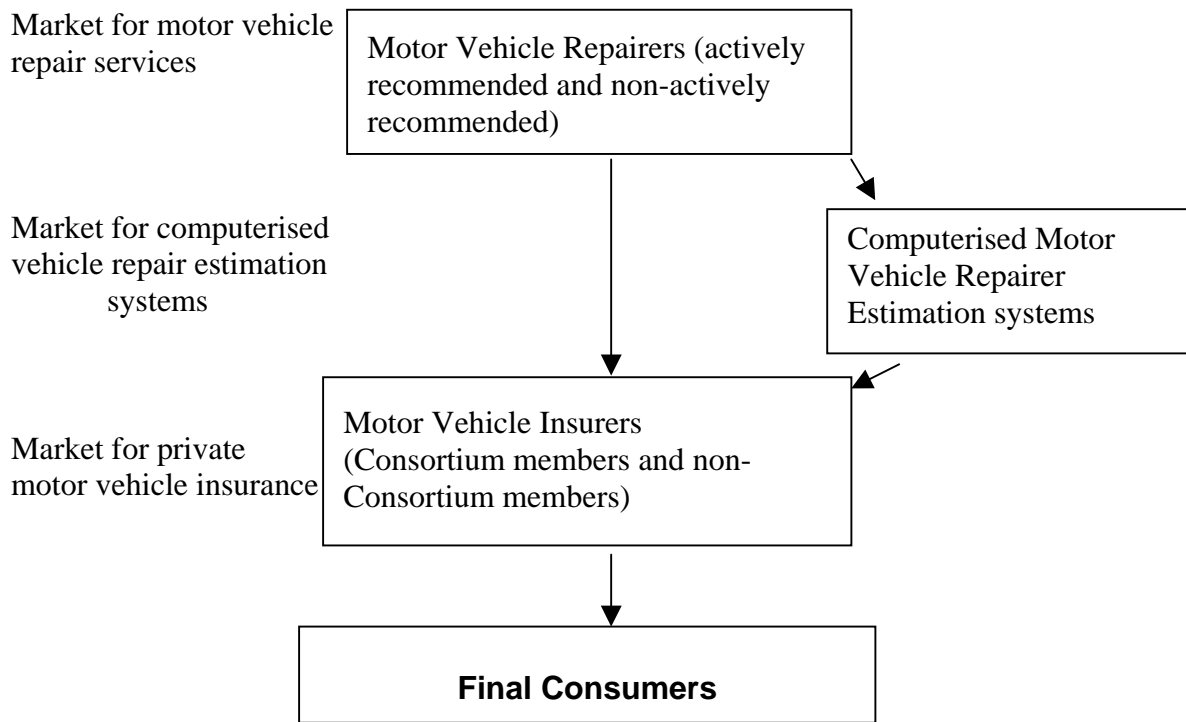 Market for motor vehicle
repair services
Motor Vehicle Repairers (actively
recommended and non-actively
recommended)
Market for computerised
vehicle repair estimation
systems
Computerised Motor
Vehicle Repairer
Estimation systems
Market for private
motor vehicle insurance
Motor Vehicle Insurers
(Consortium members and non-
Consortium members)
Final Consumers